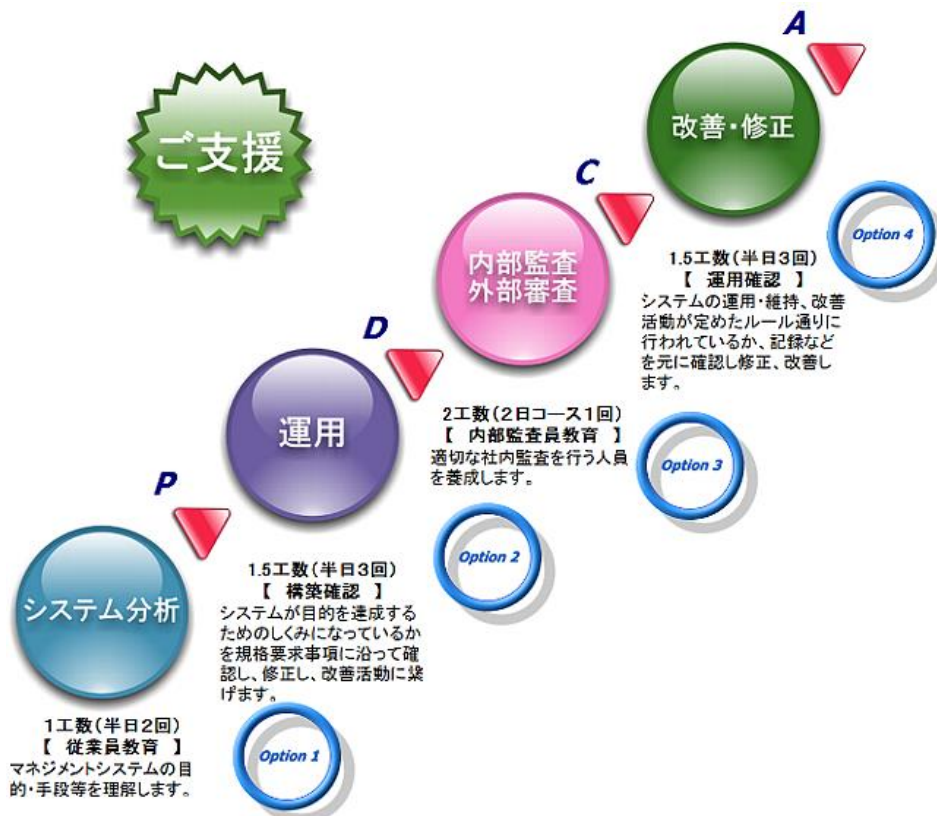 ご支援
P
システム分析
1工数(半日2回)
【 従業員教育 】
マネジメントシステムの目
的・手段等を理解します。
D
運用
1.5工数(半日3回)
【 構築確認 】
システムが目的を達成する
ためのしくみになっているか
を規格要求事項に沿って確
認し、修正し、改善活動に繋
げます。
Option 1
C
内部監査
外部審査
2工数(2日コース1回)
【 内部監査員教育 】
適切な社内監査を行う人員
を養成します。
Option 2
A
改善・修正
1.5工数(半日3回)
【 運用確認 】
システムの運用・維持、改善
活動が定めたルール通りに
行われているか、記録など
を元に確認し修正、改善し
ます。
Option 3
Option 4